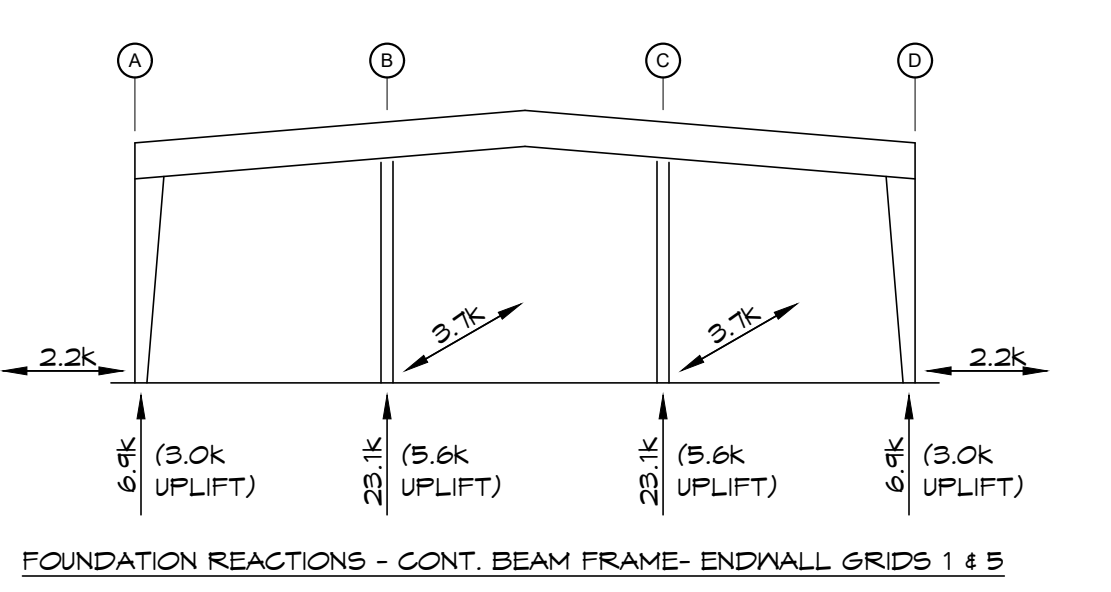 A
B
C
D
3.7K
3.7K
2.2K
2.2K
6.9K
(3.0K
UPLIFT)
23.1K
(5.6K
UPLIFT)
23.1K
(5.6K
UPLIFT)
6.9K
(3.0K
UPLIFT)
FOUNDATION REACTIONS - CONT. BEAM FRAME- ENDWALL GRIDS 1 & 5